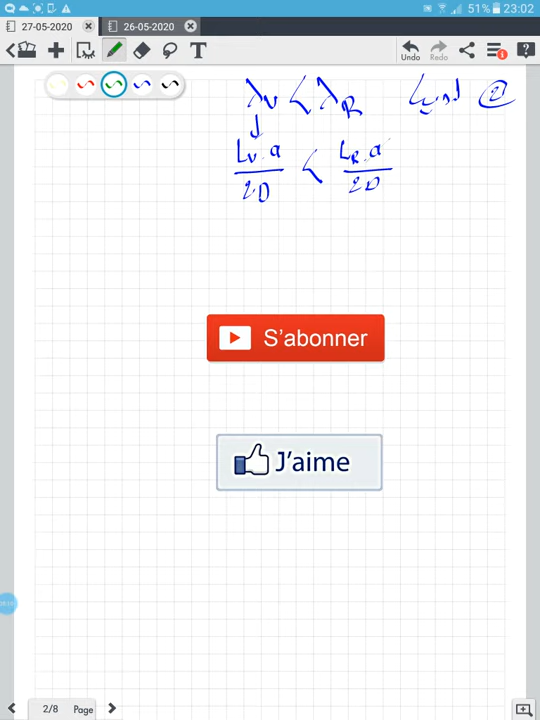 51% 23:02
27-05-2020 26-05-2020
T Undo Redo
λv < λR ②
Lv.a/2D < LR.a/2D
S'abonner
J'aime
2/8 Page